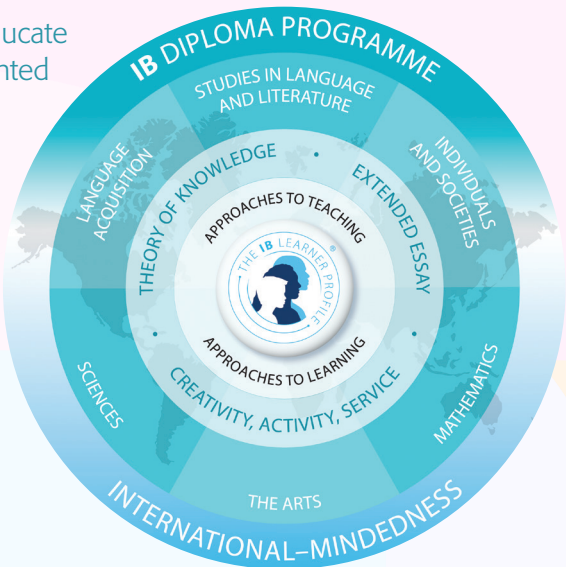 ucate
nted
IB DIPLOMA PROGRAMME
STUDIES IN LANGUAGE
AND LITERATURE
LANGUAGE
ACQUISITION
INDIVIDUALS
AND SOCIETIES
THEORY OF KNOWLEDGE • EXTENDED ESSAY
APPROACHES TO TEACHING
• THE IB LEARNER PROFILE • ®
APPROACHES TO LEARNING
• CREATIVITY, ACTIVITY, SERVICE •
SCIENCES
MATHEMATICS
THE ARTS
INTERNATIONAL–MINDEDNESS